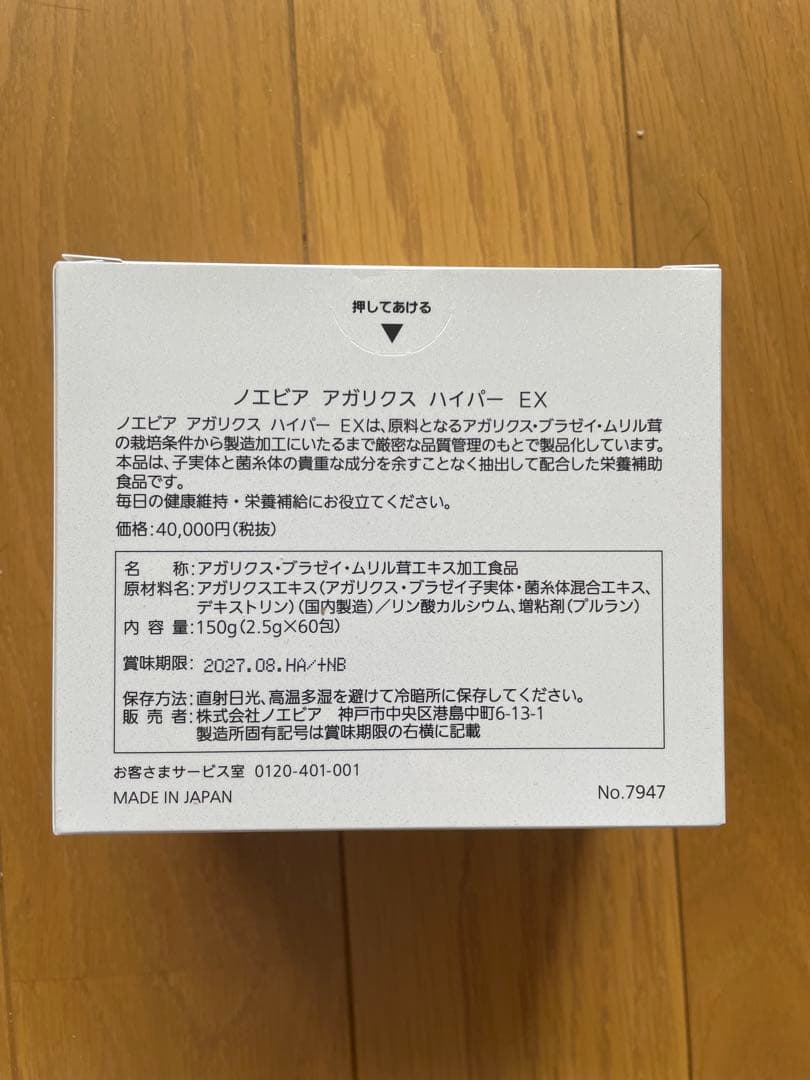 押してあける
▼
ノエビア アガリクス ハイパー EX
ノエビア アガリクス ハイパー EXは、原料となるアガリクス・ブラゼイ・ムリル茸
の栽培条件から製造加工にいたるまで厳密な品質管理のもとで製品化しています。
本品は、子実体と菌糸体の貴重な成分を余すことなく抽出して配合した栄養補助
食品です。
毎日の健康維持・栄養補給にお役立てください。
価格:40,000円(税抜)
名 称:アガリクス・ブラゼイ・ムリル茸エキス加工食品
原材料名:アガリクスエキス(アガリクス・ブラゼイ子実体・菌糸体混合エキス、
デキストリン)(国内製造)/リン酸カルシウム、増粘剤(プルラン)
内 容 量:150g(2.5g×60包)
賞味期限: 2027.08.HA/+NB
保存方法:直射日光、高温多湿を避けて冷暗所に保存してください。
販 売 者:株式会社ノエビア 神戸市中央区港島中町6-13-1
製造所固有記号は賞味期限の右横に記載
お客さまサービス室 0120-401-001
MADE IN JAPAN
No.7947